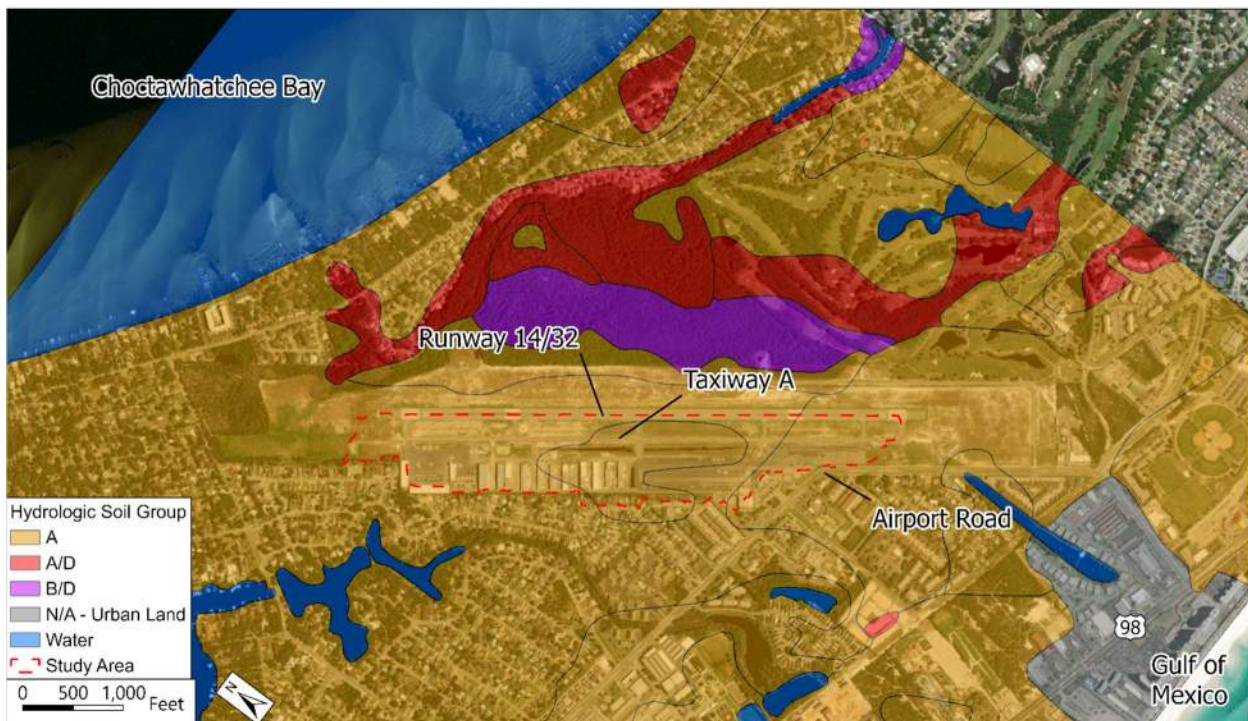 Choctawhatchee Bay
Runway 14/32
Taxiway A
Airport Road
98
Gulf of
Mexico
Hydrologic Soil Group
A
A/D
B/D
N/A - Urban Land
Water
Study Area
0 500 1,000
Feet
N